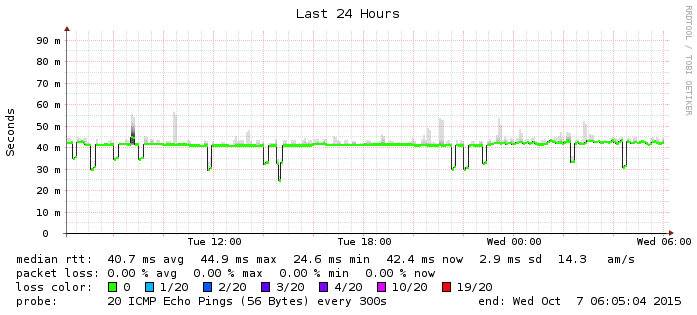 Last 24 Hours
RRDTOOL / TOBI OETIKER
Seconds
90 m
80 m
70 m
60 m
50 m
40 m
30 m
20 m
10 m
0
Tue 12:00 Tue 18:00 Wed 00:00 Wed 06:00
median rtt: 40.7 ms avg 44.9 ms max 24.6 ms min 42.4 ms now 2.9 ms sd 14.3 am/s
packet loss: 0.00 % avg 0.00 % max 0.00 % min 0.00 % now
loss color: 0 1/20 2/20 3/20 4/20 10/20 19/20
probe: 20 ICMP Echo Pings (56 Bytes) every 300s end: Wed Oct 7 06:05:04 2015